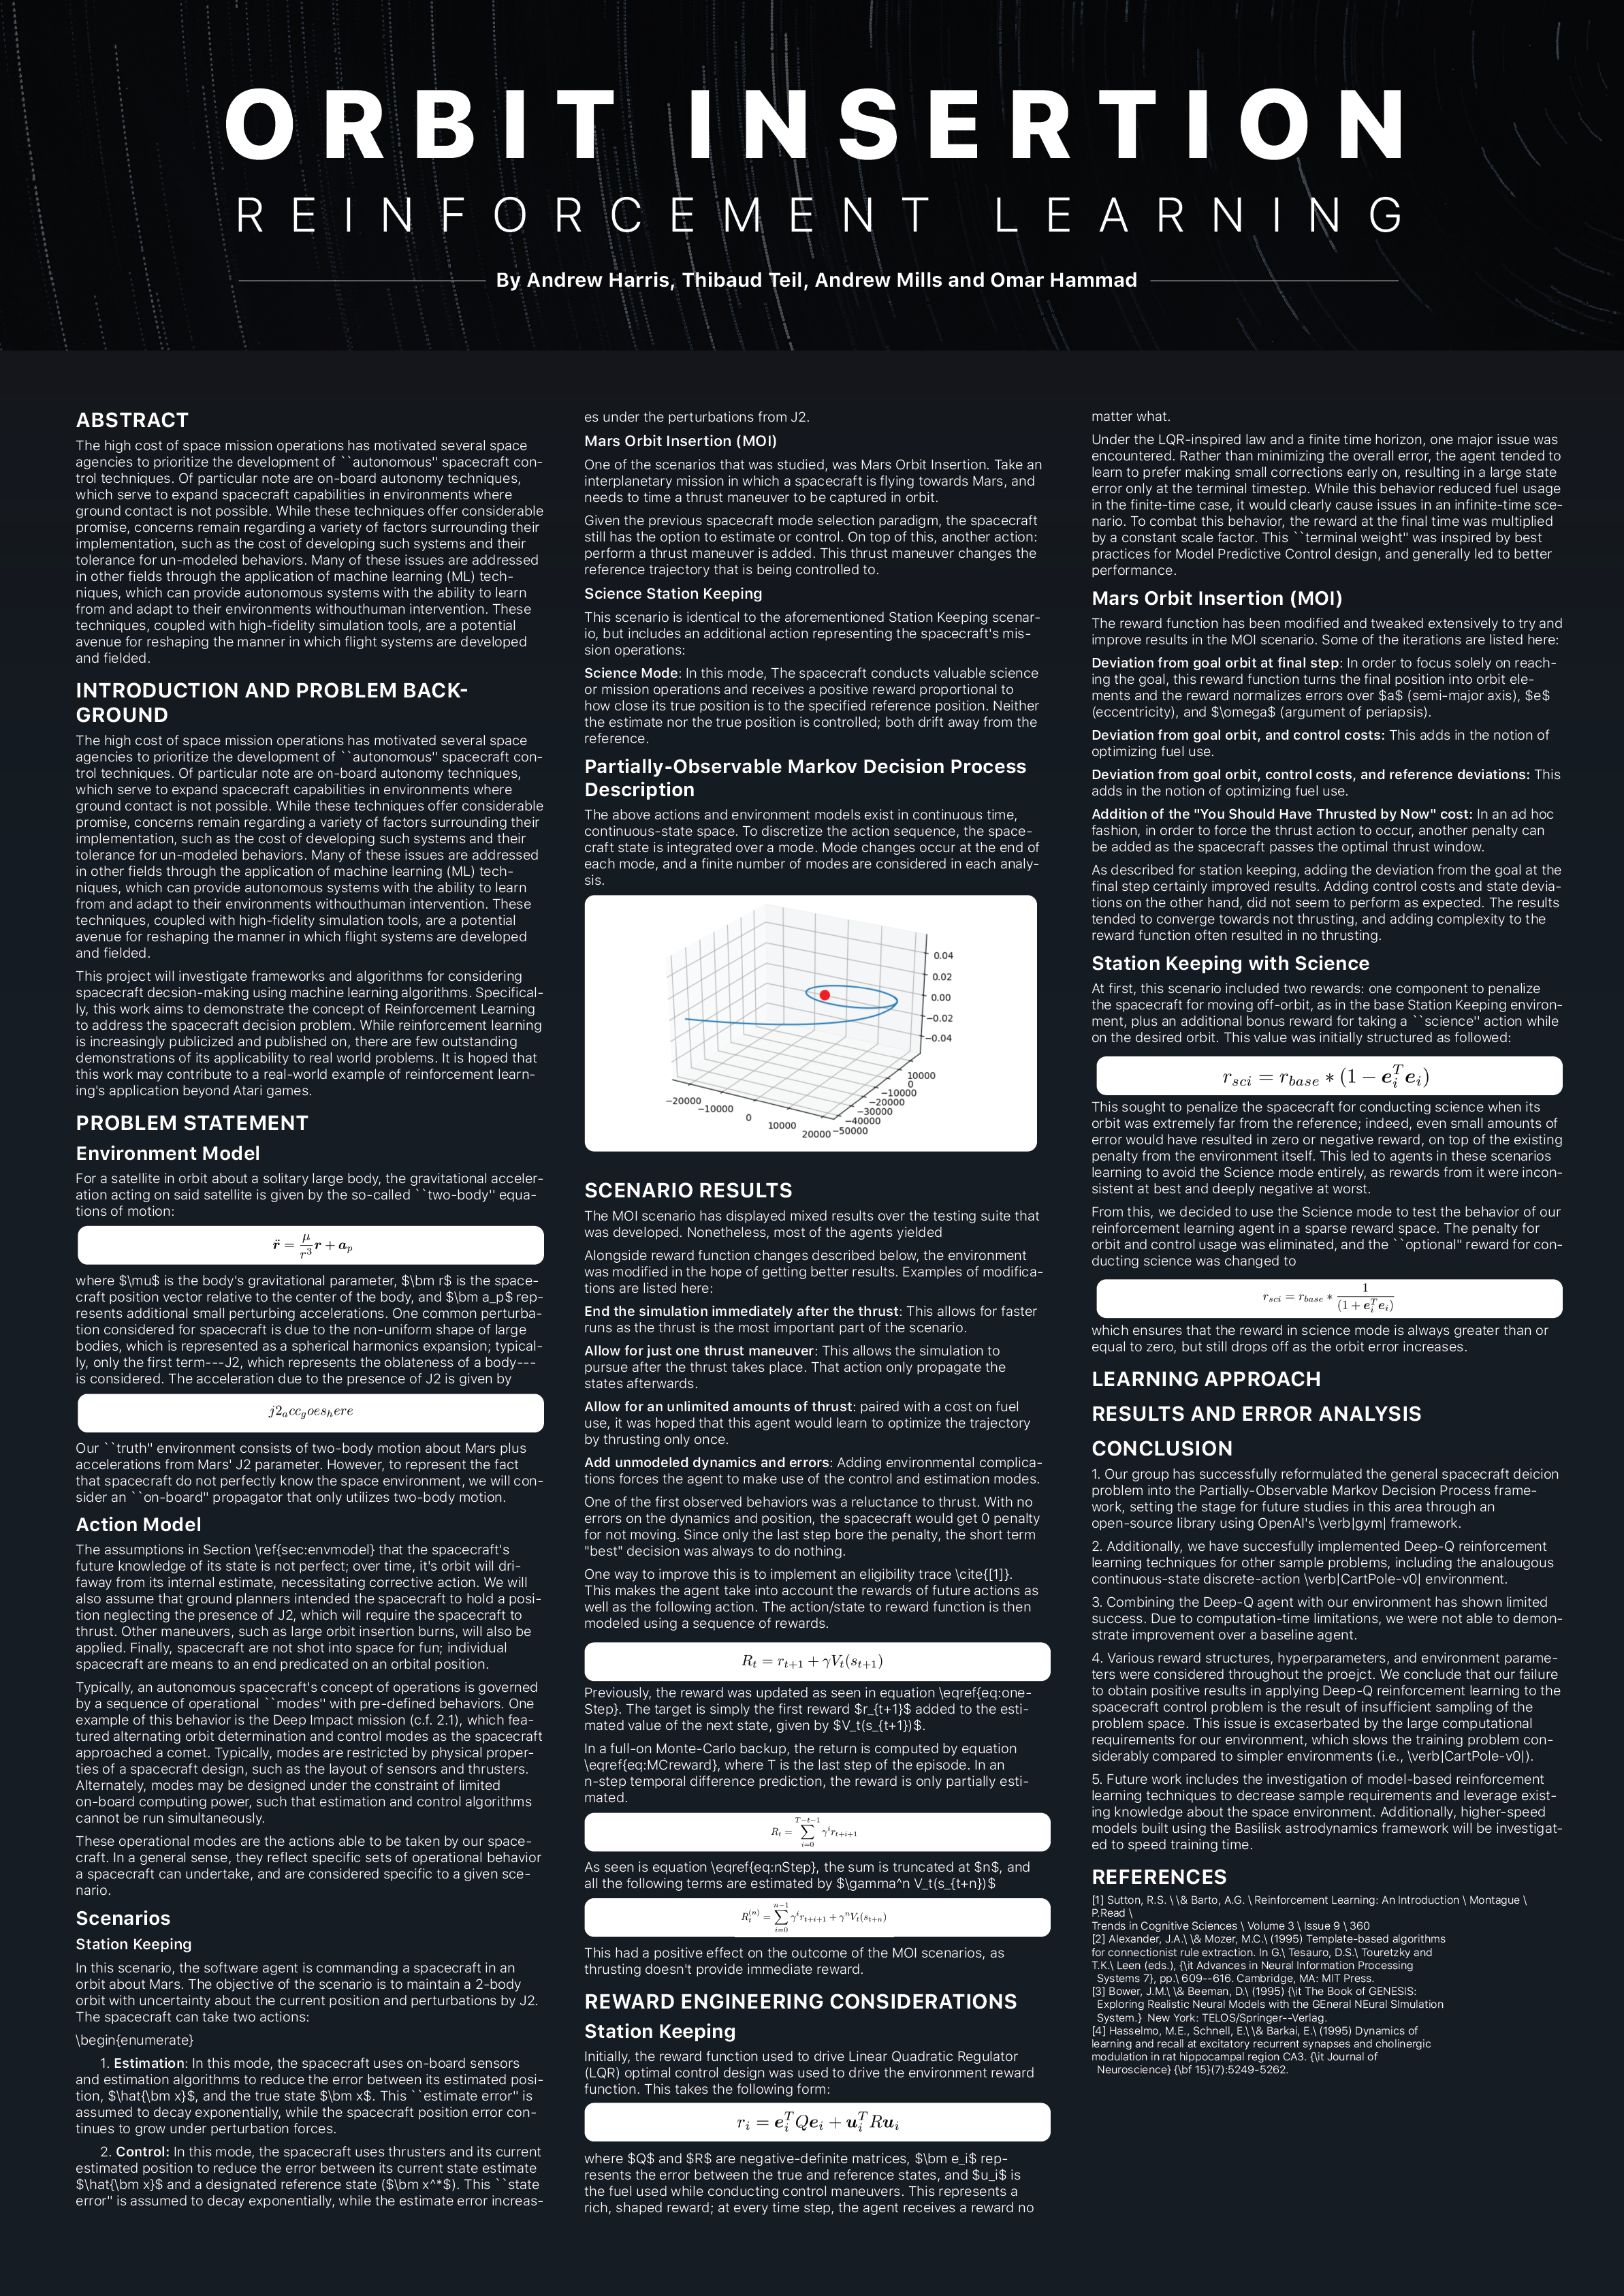 ORBIT INSERTION
REINFORCEMENT LEARNING
By Andrew Harris, Thibaud Teil, Andrew Mills and Omar Hammad
ABSTRACT
The high cost of space mission operations has motivated several space
agencies to prioritize the development of ``autonomous'' spacecraft con-
trol techniques. Of particular note are on-board autonomy techniques,
which serve to expand spacecraft capabilities in environments where
ground contact is not possible. While these techniques offer considerable
promise, concerns remain regarding a variety of factors surrounding their
implementation, such as the cost of developing such systems and their
tolerance for un-modeled behaviors. Many of these issues are addressed
in other fields through the application of machine learning (ML) tech-
niques, which can provide autonomous systems with the ability to learn
from and adapt to their environments withouthuman intervention. These
techniques, coupled with high-fidelity simulation tools, are a potential
avenue for reshaping the manner in which flight systems are developed
and fielded.
INTRODUCTION AND PROBLEM BACK-
GROUND
The high cost of space mission operations has motivated several space
agencies to prioritize the development of ``autonomous'' spacecraft con-
trol techniques. Of particular note are on-board autonomy techniques,
which serve to expand spacecraft capabilities in environments where
ground contact is not possible. While these techniques offer considerable
promise, concerns remain regarding a variety of factors surrounding their
implementation, such as the cost of developing such systems and their
tolerance for un-modeled behaviors. Many of these issues are addressed
in other fields through the application of machine learning (ML) tech-
niques, which can provide autonomous systems with the ability to learn
from and adapt to their environments withouthuman intervention. These
techniques, coupled with high-fidelity simulation tools, are a potential
avenue for reshaping the manner in which flight systems are developed
and fielded.
This project will investigate frameworks and algorithms for considering
spacecraft decsion-making using machine learning algorithms. Specifical-
ly, this work aims to demonstrate the concept of Reinforcement Learning
to address the spacecraft decision problem. While reinforcement learning
is increasingly publicized and published on, there are few outstanding
demonstrations of its applicability to real world problems. It is hoped that
this work may contribute to a real-world example of reinforcement learn-
ing's application beyond Atari games.
PROBLEM STATEMENT
Environment Model
For a satellite in orbit about a solitary large body, the gravitational acceler-
ation acting on said satellite is given by the so-called ``two-body'' equa-
tions of motion:
r̈ = μ/r³ r + a_p
where $\mu$ is the body's gravitational parameter, $\bm r$ is the space-
craft position vector relative to the center of the body, and $\bm a_p$ rep-
resents additional small perturbing accelerations. One common perturba-
tion considered for spacecraft is due to the non-uniform shape of large
bodies, which is represented as a spherical harmonics expansion; typical-
ly, only the first term---J2, which represents the oblateness of a body---
is considered. The acceleration due to the presence of J2 is given by
j2_acc_goes_here
Our ``truth'' environment consists of two-body motion about Mars plus
accelerations from Mars' J2 parameter. However, to represent the fact
that spacecraft do not perfectly know the space environment, we will con-
sider an ``on-board'' propagator that only utilizes two-body motion.
Action Model
The assumptions in Section \ref{sec:envmodel} that the spacecraft's
future knowledge of its state is not perfect; over time, it's orbit will dri-
faway from its internal estimate, necessitating corrective action. We will
also assume that ground planners intended the spacecraft to hold a posi-
tion neglecting the presence of J2, which will require the spacecraft to
thrust. Other maneuvers, such as large orbit insertion burns, will also be
applied. Finally, spacecraft are not shot into space for fun; individual
spacecraft are means to an end predicated on an orbital position.
Typically, an autonomous spacecraft's concept of operations is governed
by a sequence of operational ``modes'' with pre-defined behaviors. One
example of this behavior is the Deep Impact mission (c.f. 2.1), which fea-
tured alternating orbit determination and control modes as the spacecraft
approached a comet. Typically, modes are restricted by physical proper-
ties of a spacecraft design, such as the layout of sensors and thrusters.
Alternately, modes may be designed under the constraint of limited
on-board computing power, such that estimation and control algorithms
cannot be run simultaneously.
These operational modes are the actions able to be taken by our space-
craft. In a general sense, they reflect specific sets of operational behavior
a spacecraft can undertake, and are considered specific to a given sce-
nario.
Scenarios
Station Keeping
In this scenario, the software agent is commanding a spacecraft in an
orbit about Mars. The objective of the scenario is to maintain a 2-body
orbit with uncertainty about the current position and perturbations by J2.
The spacecraft can take two actions:
\begin{enumerate}
1. Estimation: In this mode, the spacecraft uses on-board sensors
and estimation algorithms to reduce the error between its estimated posi-
tion, $\hat{\bm x}$, and the true state $\bm x$. This ``estimate error'' is
assumed to decay exponentially, while the spacecraft position error con-
tinues to grow under perturbation forces.
2. Control: In this mode, the spacecraft uses thrusters and its current
estimated position to reduce the error between its current state estimate
$\hat{\bm x}$ and a designated reference state ($\bm x^*$). This ``state
error'' is assumed to decay exponentially, while the estimate error increas-
es under the perturbations from J2.
Mars Orbit Insertion (MOI)
One of the scenarios that was studied, was Mars Orbit Insertion. Take an
interplanetary mission in which a spacecraft is flying towards Mars, and
needs to time a thrust maneuver to be captured in orbit.
Given the previous spacecraft mode selection paradigm, the spacecraft
still has the option to estimate or control. On top of this, another action:
perform a thrust maneuver is added. This thrust maneuver changes the
reference trajectory that is being controlled to.
Science Station Keeping
This scenario is identical to the aforementioned Station Keeping scenar-
io, but includes an additional action representing the spacecraft's mis-
sion operations:
Science Mode: In this mode, The spacecraft conducts valuable science
or mission operations and receives a positive reward proportional to
how close its true position is to the specified reference position. Neither
the estimate nor the true position is controlled; both drift away from the
reference.
Partially-Observable Markov Decision Process
Description
The above actions and environment models exist in continuous time,
continuous-state space. To discretize the action sequence, the space-
craft state is integrated over a mode. Mode changes occur at the end of
each mode, and a finite number of modes are considered in each analy-
sis.
0.04
0.02
0.00
−0.02
−0.04
10000
0
−10000
−20000
−30000
−40000
−50000
−20000
−10000
0
10000
20000
SCENARIO RESULTS
The MOI scenario has displayed mixed results over the testing suite that
was developed. Nonetheless, most of the agents yielded
Alongside reward function changes described below, the environment
was modified in the hope of getting better results. Examples of modifica-
tions are listed here:
End the simulation immediately after the thrust: This allows for faster
runs as the thrust is the most important part of the scenario.
Allow for just one thrust maneuver: This allows the simulation to
pursue after the thrust takes place. That action only propagate the
states afterwards.
Allow for an unlimited amounts of thrust: paired with a cost on fuel
use, it was hoped that this agent would learn to optimize the trajectory
by thrusting only once.
Add unmodeled dynamics and errors: Adding environmental complica-
tions forces the agent to make use of the control and estimation modes.
One of the first observed behaviors was a reluctance to thrust. With no
errors on the dynamics and position, the spacecraft would get 0 penalty
for not moving. Since only the last step bore the penalty, the short term
"best" decision was always to do nothing.
One way to improve this is to implement an eligibility trace \cite{[1]}.
This makes the agent take into account the rewards of future actions as
well as the following action. The action/state to reward function is then
modeled using a sequence of rewards.
R_t = r_{t+1} + γV_t(s_{t+1})
Previously, the reward was updated as seen in equation \eqref{eq:one-
Step}. The target is simply the first reward $r_{t+1}$ added to the esti-
mated value of the next state, given by $V_t(s_{t+1})$.
In a full-on Monte-Carlo backup, the return is computed by equation
\eqref{eq:MCreward}, where T is the last step of the episode. In an
n-step temporal difference prediction, the reward is only partially esti-
mated.
R_t = ∑_{i=0}^{T−t−1} γ^i r_{t+i+1}
As seen is equation \eqref{eq:nStep}, the sum is truncated at $n$, and
all the following terms are estimated by $\gamma^n V_t(s_{t+n})$
R_t^{(n)} = ∑_{i=0}^{n−1} γ^i r_{t+i+1} + γ^n V_t(s_{t+n})
This had a positive effect on the outcome of the MOI scenarios, as
thrusting doesn't provide immediate reward.
REWARD ENGINEERING CONSIDERATIONS
Station Keeping
Initially, the reward function used to drive Linear Quadratic Regulator
(LQR) optimal control design was used to drive the environment reward
function. This takes the following form:
r_i = e_i^T Q e_i + u_i^T R u_i
where $Q$ and $R$ are negative-definite matrices, $\bm e_i$ rep-
resents the error between the true and reference states, and $u_i$ is
the fuel used while conducting control maneuvers. This represents a
rich, shaped reward; at every time step, the agent receives a reward no
matter what.
Under the LQR-inspired law and a finite time horizon, one major issue was
encountered. Rather than minimizing the overall error, the agent tended to
learn to prefer making small corrections early on, resulting in a large state
error only at the terminal timestep. While this behavior reduced fuel usage
in the finite-time case, it would clearly cause issues in an infinite-time sce-
nario. To combat this behavior, the reward at the final time was multiplied
by a constant scale factor. This ``terminal weight'' was inspired by best
practices for Model Predictive Control design, and generally led to better
performance.
Mars Orbit Insertion (MOI)
The reward function has been modified and tweaked extensively to try and
improve results in the MOI scenario. Some of the iterations are listed here:
Deviation from goal orbit at final step: In order to focus solely on reach-
ing the goal, this reward function turns the final position into orbit ele-
ments and the reward normalizes errors over $a$ (semi-major axis), $e$
(eccentricity), and $\omega$ (argument of periapsis).
Deviation from goal orbit, and control costs: This adds in the notion of
optimizing fuel use.
Deviation from goal orbit, control costs, and reference deviations: This
adds in the notion of optimizing fuel use.
Addition of the "You Should Have Thrusted by Now" cost: In an ad hoc
fashion, in order to force the thrust action to occur, another penalty can
be added as the spacecraft passes the optimal thrust window.
As described for station keeping, adding the deviation from the goal at the
final step certainly improved results. Adding control costs and state devia-
tions on the other hand, did not seem to perform as expected. The results
tended to converge towards not thrusting, and adding complexity to the
reward function often resulted in no thrusting.
Station Keeping with Science
At first, this scenario included two rewards: one component to penalize
the spacecraft for moving off-orbit, as in the base Station Keeping environ-
ment, plus an additional bonus reward for taking a ``science'' action while
on the desired orbit. This value was initially structured as followed:
r_{sci} = r_{base} ∗ (1 − e_i^T e_i)
This sought to penalize the spacecraft for conducting science when its
orbit was extremely far from the reference; indeed, even small amounts of
error would have resulted in zero or negative reward, on top of the existing
penalty from the environment itself. This led to agents in these scenarios
learning to avoid the Science mode entirely, as rewards from it were incon-
sistent at best and deeply negative at worst.
From this, we decided to use the Science mode to test the behavior of our
reinforcement learning agent in a sparse reward space. The penalty for
orbit and control usage was eliminated, and the ``optional'' reward for con-
ducting science was changed to
r_{sci} = r_{base} ∗ 1/(1 + e_i^T e_i)
which ensures that the reward in science mode is always greater than or
equal to zero, but still drops off as the orbit error increases.
LEARNING APPROACH
RESULTS AND ERROR ANALYSIS
CONCLUSION
1. Our group has successfully reformulated the general spacecraft deicion
problem into the Partially-Observable Markov Decision Process frame-
work, setting the stage for future studies in this area through an
open-source library using OpenAI's \verb|gym| framework.
2. Additionally, we have succesfully implemented Deep-Q reinforcement
learning techniques for other sample problems, including the analougous
continuous-state discrete-action \verb|CartPole-v0| environment.
3. Combining the Deep-Q agent with our environment has shown limited
success. Due to computation-time limitations, we were not able to demon-
strate improvement over a baseline agent.
4. Various reward structures, hyperparameters, and environment parame-
ters were considered throughout the proejct. We conclude that our failure
to obtain positive results in applying Deep-Q reinforcement learning to the
spacecraft control problem is the result of insufficient sampling of the
problem space. This issue is excaserbated by the large computational
requirements for our environment, which slows the training problem con-
siderably compared to simpler environments (i.e., \verb|CartPole-v0|).
5. Future work includes the investigation of model-based reinforcement
learning techniques to decrease sample requirements and leverage exist-
ing knowledge about the space environment. Additionally, higher-speed
models built using the Basilisk astrodynamics framework will be investigat-
ed to speed training time.
REFERENCES
[1] Sutton, R.S. \ \& Barto, A.G. \ Reinforcement Learning: An Introduction \ Montague \
P.Read \
Trends in Cognitive Sciences \ Volume 3 \ Issue 9 \ 360
[2] Alexander, J.A.\ \& Mozer, M.C.\ (1995) Template-based algorithms
for connectionist rule extraction. In G.\ Tesauro, D.S.\ Touretzky and
T.K.\ Leen (eds.), {\it Advances in Neural Information Processing
Systems 7}, pp.\ 609--616. Cambridge, MA: MIT Press.
[3] Bower, J.M.\ \& Beeman, D.\ (1995) {\it The Book of GENESIS:
Exploring Realistic Neural Models with the GEneral NEural SImulation
System.} New York: TELOS/Springer--Verlag.
[4] Hasselmo, M.E., Schnell, E.\ \& Barkai, E.\ (1995) Dynamics of
learning and recall at excitatory recurrent synapses and cholinergic
modulation in rat hippocampal region CA3. {\it Journal of
Neuroscience} {\bf 15}(7):5249-5262.